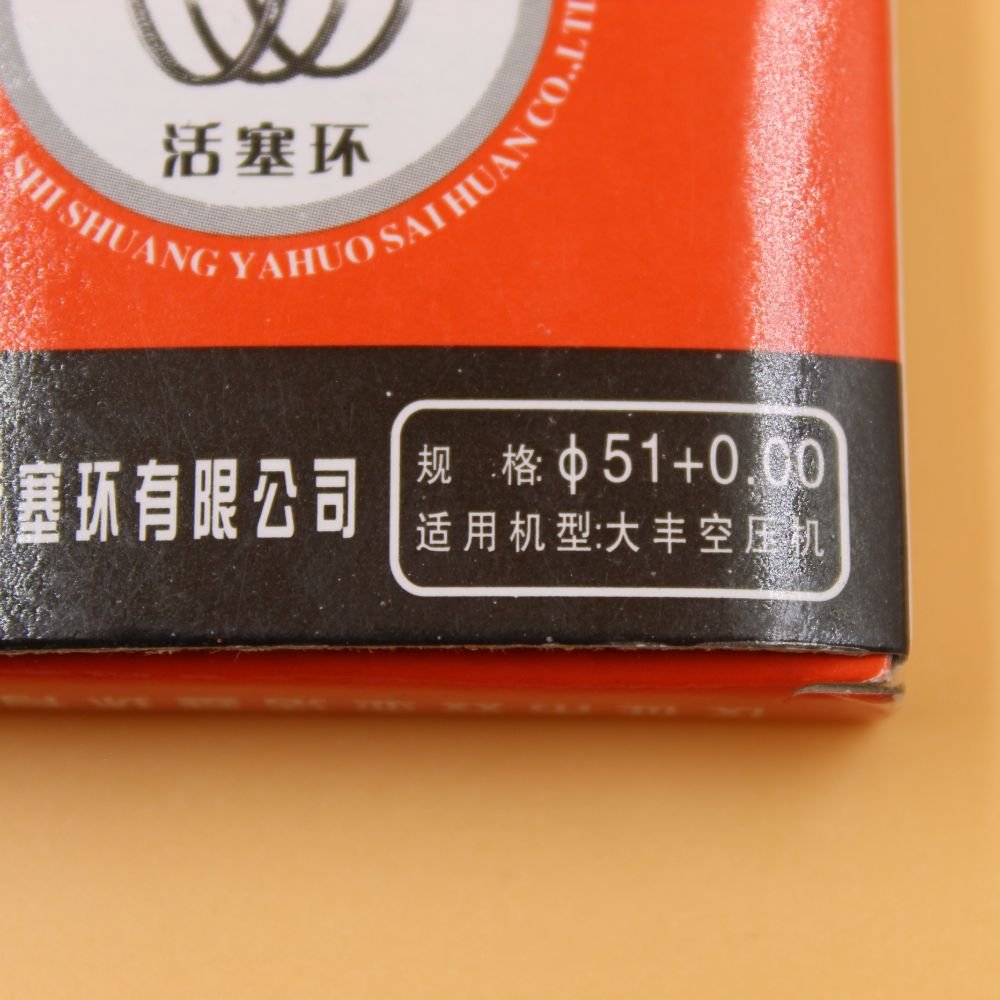 活塞环
SHI SHUANG YAHUO SAI HUAN CO.,LT
塞环有限公司
规 格: ф51+0.00
适用机型:大丰空压机